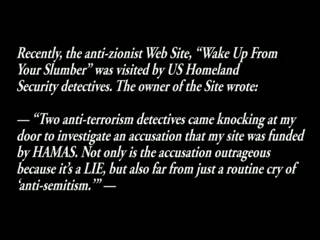 Recently, the anti-zionist Web Site, “Wake Up From
Your Slumber” was visited by US Homeland
Security detectives. The owner of the Site wrote:
— “Two anti-terrorism detectives came knocking at my
door to investigate an accusation that my site was funded
by HAMAS. Not only is the accusation outrageous
because it’s a LIE, but also far from just a routine cry of
‘anti-semitism.’” —